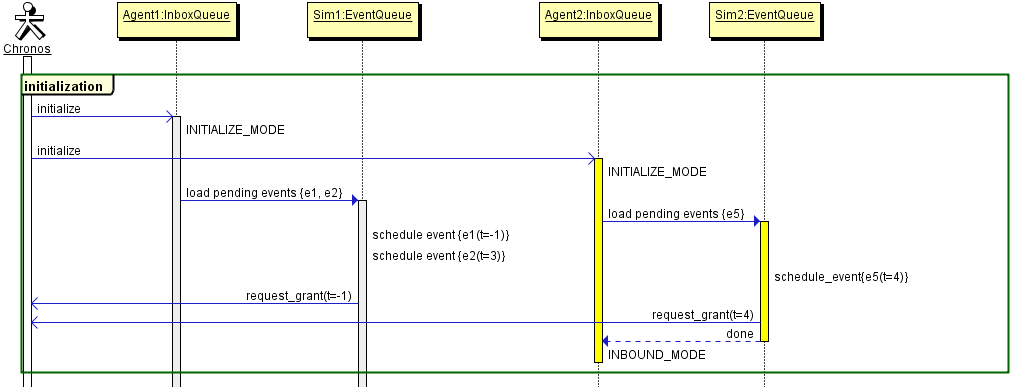 Agent1:InboxQueue
Sim1:EventQueue
Agent2:InboxQueue
Sim2:EventQueue
Chronos
initialization
initialize
INITIALIZE_MODE
initialize
INITIALIZE_MODE
load pending events {e1, e2}
load pending events {e5}
schedule event {e1(t=-1)}
schedule event {e2(t=3)}
schedule_event{e5(t=4)}
request_grant(t=-1)
request_grant(t=4)
done
INBOUND_MODE